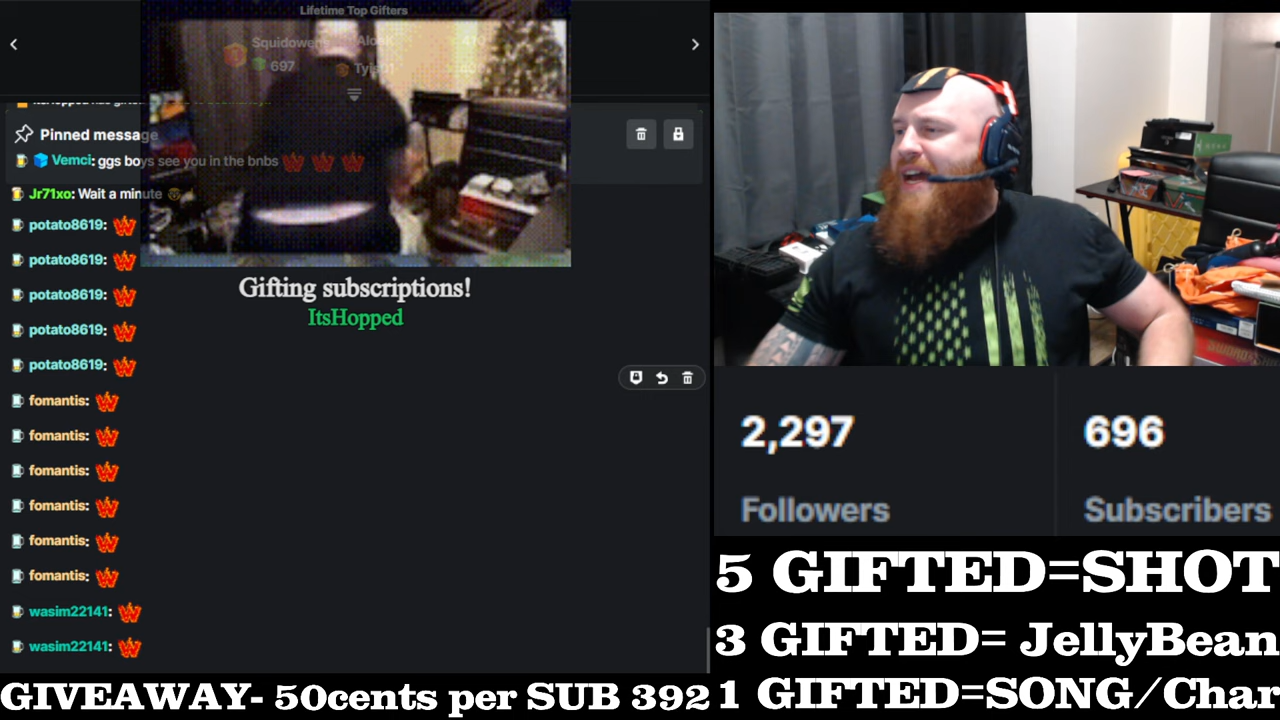 Lifetime Top Gifters
697
Pinned message
Vemci: ggs boys see you in the bnbs
Jr71xo: Wait a minute
potato8619:
potato8619:
potato8619:
potato8619:
potato8619:
fomantis:
fomantis:
fomantis:
fomantis:
fomantis:
fomantis:
wasim22141:
wasim22141:
Gifting subscriptions!
ItsHopped
2,297
Followers
696
Subscribers
5 GIFTED=SHOT
3 GIFTED= JellyBean
1 GIFTED=SONG/Char
GIVEAWAY- 50cents per SUB 392